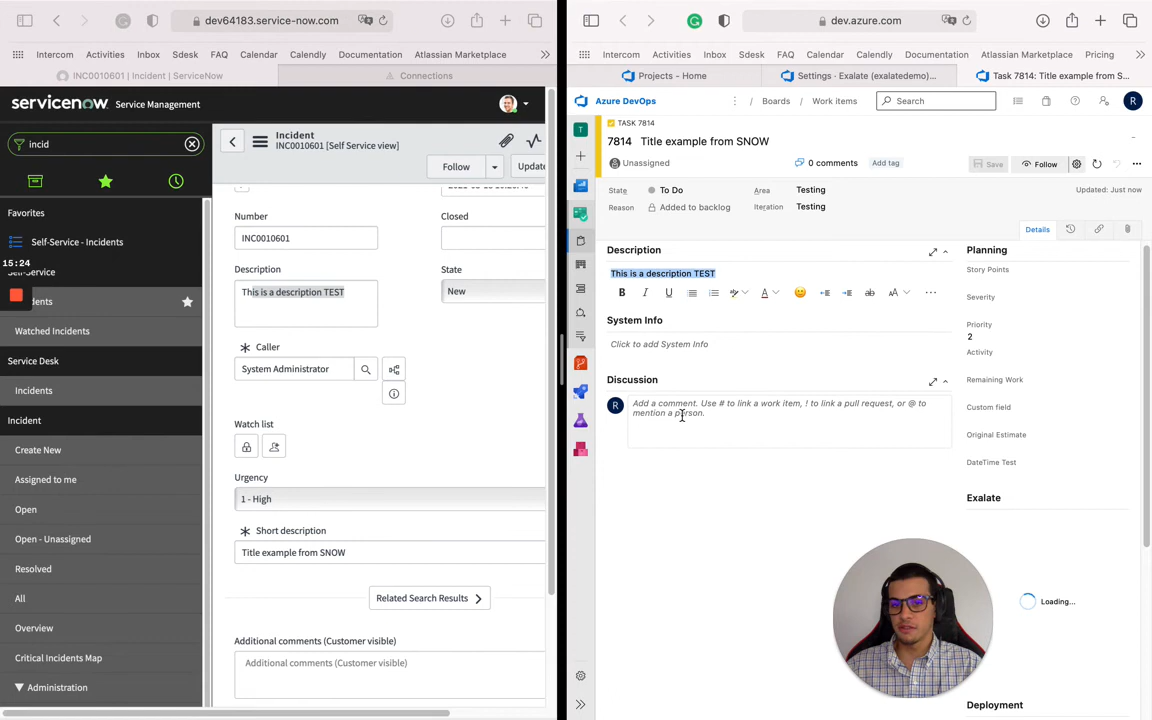 dev64183.service-now.com
Intercom Activities Inbox Sdesk FAQ Calendar Calendly Documentation Atlassian Marketplace
INC0010601 | Incident | ServiceNow
Connections
servicenow Service Management
incid
Favorites
Self-Service - Incidents
15:24
Self-Service
dents
Watched Incidents
Service Desk
Incidents
Incident
Create New
Assigned to me
Open
Open - Unassigned
Resolved
All
Overview
Critical Incidents Map
Administration
Incident
INC0010601 [Self Service view]
Follow
Update
Number
INC0010601
Closed
Description
This is a description TEST
State
New
Caller
System Administrator
Watch list
Urgency
1 - High
Short description
Title example from SNOW
Related Search Results
Additional comments (Customer visible)
Additional comments (Customer visible)
dev.azure.com
Intercom Activities Inbox Sdesk FAQ Calendar Calendly Documentation Atlassian Marketplace Pricing
Projects - Home
Settings - Exalate (exalatedemo)...
Task 7814: Title example from S...
Azure DevOps
/ Boards / Work items
Search
R
T
TASK 7814
7814 Title example from SNOW
Unassigned
0 comments
Add tag
Save
Follow
State To Do
Area Testing
Updated: Just now
Reason Added to backlog
Iteration Testing
Details
Description
This is a description TEST
B I U
System Info
Click to add System Info
Discussion
R
Add a comment. Use # to link a work item, ! to link a pull request, or @ to
mention a person.
Planning
Story Points
Severity
Priority
2
Activity
Remaining Work
Custom field
Original Estimate
DateTime Test
Exalate
Loading...
Deployment